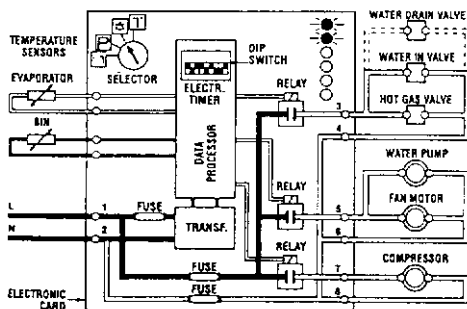 TEMPERATURE
SENSORS
EVAPORATOR
BIN
L
N
1
2
SELECTOR
DIP
SWITCH
ELECTR.
TIMER
DATA
PROCESSOR
FUSE
TRANSF.
FUSE
FUSE
RELAY
RELAY
RELAY
3
4
5
6
7
8
WATER DRAIN VALVE
WATER IN VALVE
HOT GAS VALVE
WATER PUMP
FAN MOTOR
COMPRESSOR
ELECTRONIC
CARD